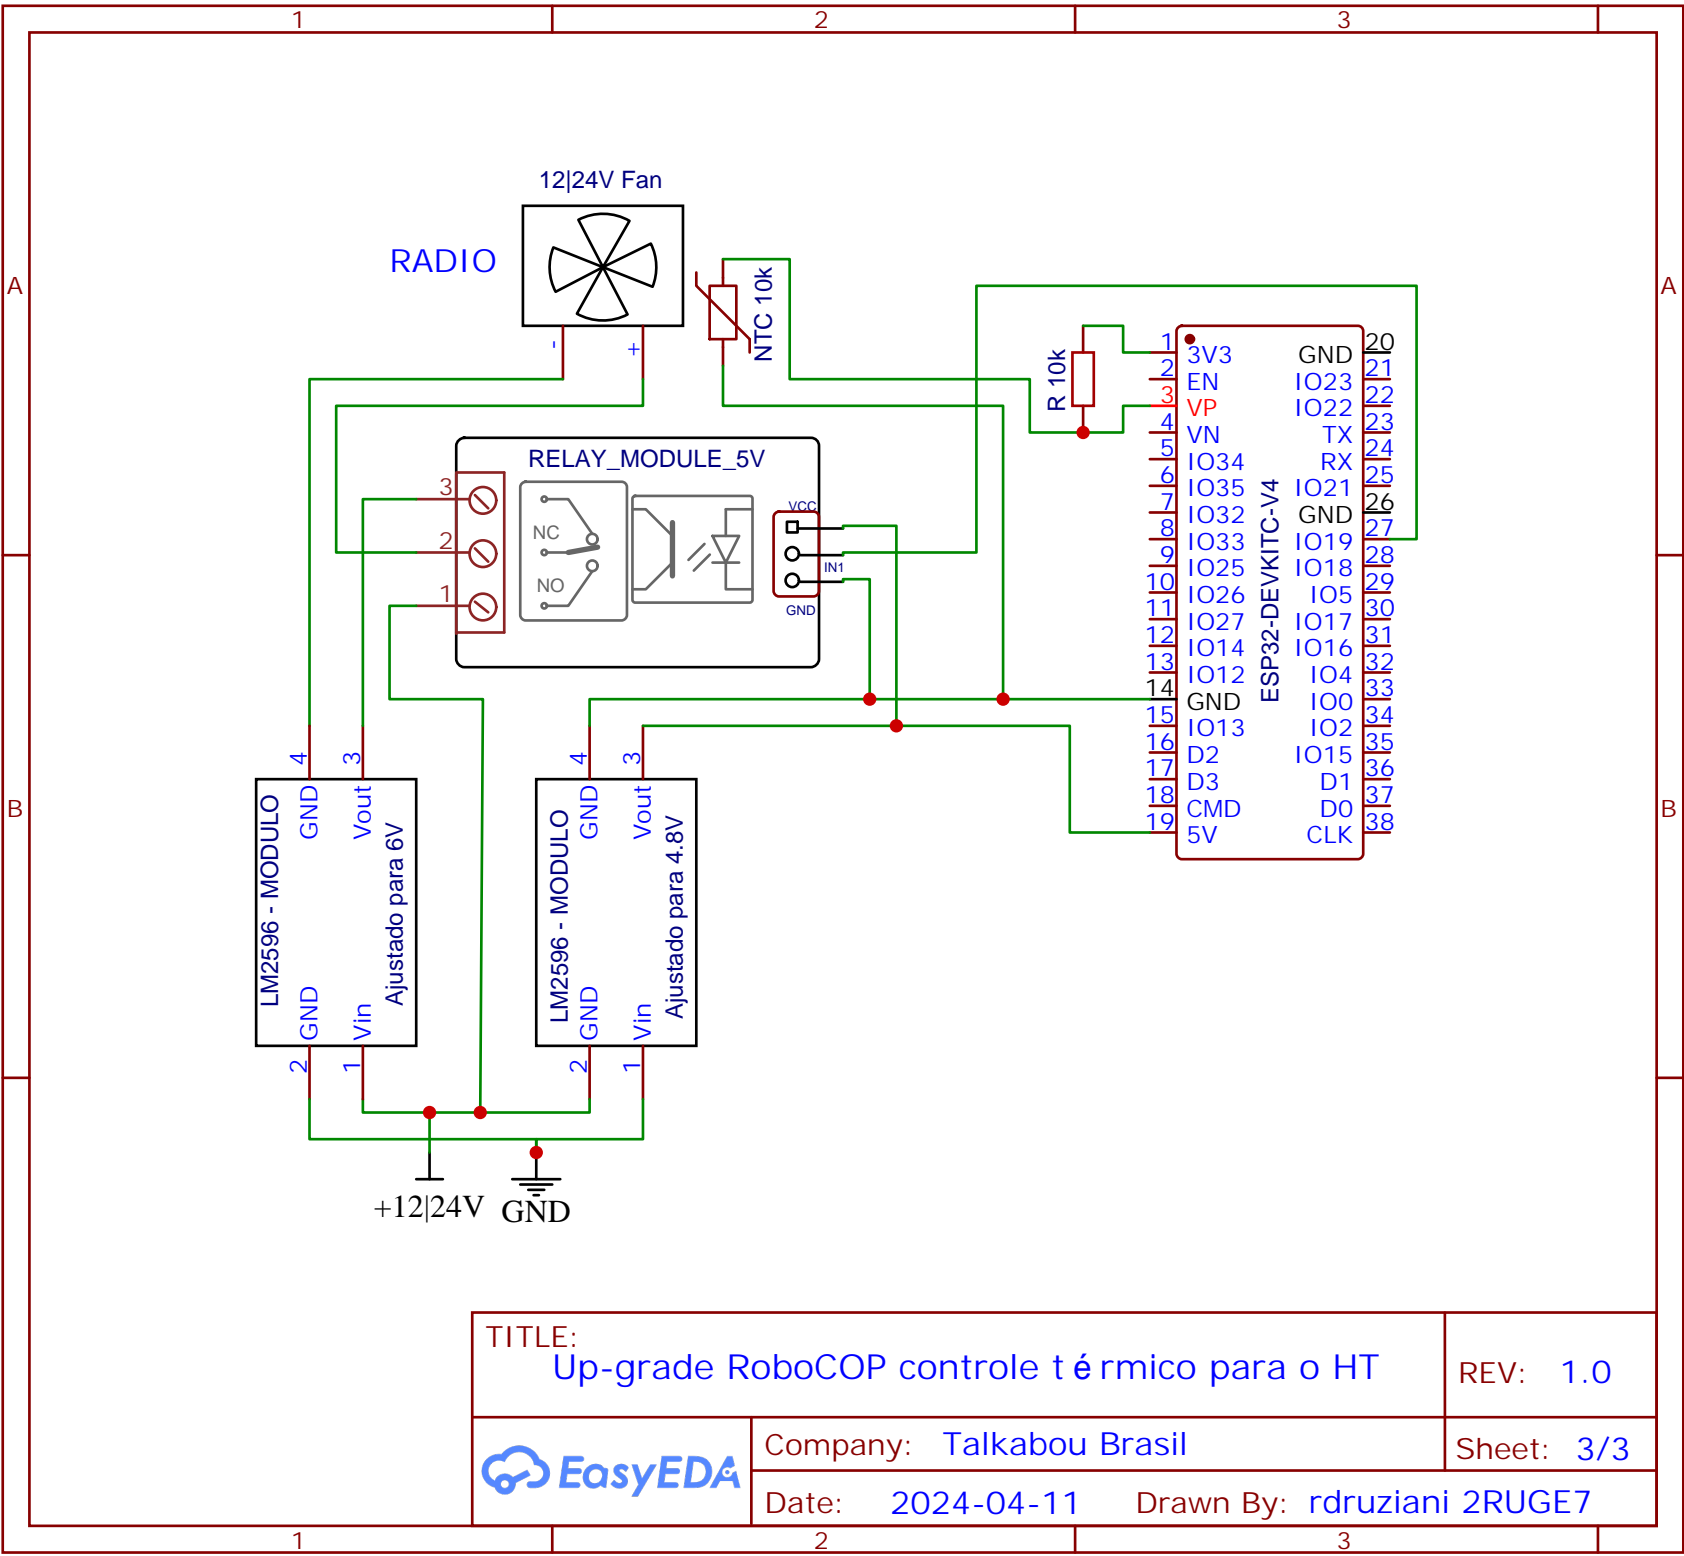 1
2
3
A
A
12|24V Fan
RADIO
-
+
NTC 10k
R 10k
RELAY_MODULE_5V
3
2
1
NC
NO
VCC
IN1
GND
ESP32-DEVKITC-V4
1 3V3
2 EN
3 VP
4 VN
5 IO34
6 IO35
7 IO32
8 IO33
9 IO25
10 IO26
11 IO27
12 IO14
13 IO12
14 GND
15 IO13
16 D2
17 D3
18 CMD
19 5V
GND 20
IO23 21
IO22 22
TX 23
RX 24
IO21 25
GND 26
IO19 27
IO18 28
IO5 29
IO17 30
IO16 31
IO4 32
IO0 33
IO2 34
IO15 35
D1 36
D0 37
CLK 38
B
B
4
3
GND
Vout
LM2596 - MODULO
Ajustado para 6V
GND
Vin
2
1
4
3
GND
Vout
LM2596 - MODULO
Ajustado para 4.8V
GND
Vin
2
1
+12|24V
GND
TITLE:
Up-grade RoboCOP controle térmico para o HT
REV: 1.0
EasyEDA
Company: Talkabou Brasil
Sheet: 3/3
Date: 2024-04-11
Drawn By: rdruziani 2RUGE7
1
2
3